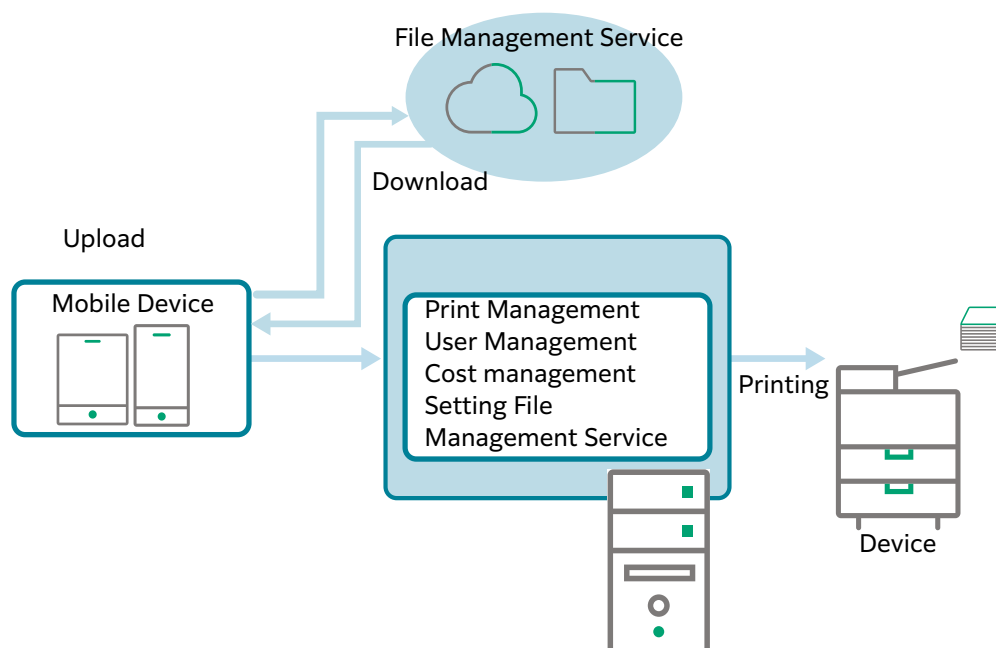 File Management Service
Download
Upload
Mobile Device
Print Management
User Management
Cost management
Setting File
Management Service
Printing
Device